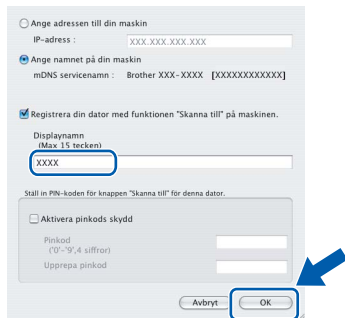 Ange adressen till din maskin
IP-adress : XXX.XXX.XXX.XXX
Ange namnet på din maskin
mDNS servicenamn : Brother XXX-XXXX [XXXXXXXXXXXX]
Registrera din dator med funktionen "Skanna till" på maskinen.
Displaynamn
(Max 15 tecken)
XXXX
Ställ in PIN-koden för knappen "Skanna till" för denna dator.
Aktivera pinkods skydd
Pinkod
('0'-'9',4 siffror)
Upprepa pinkod
Avbryt OK